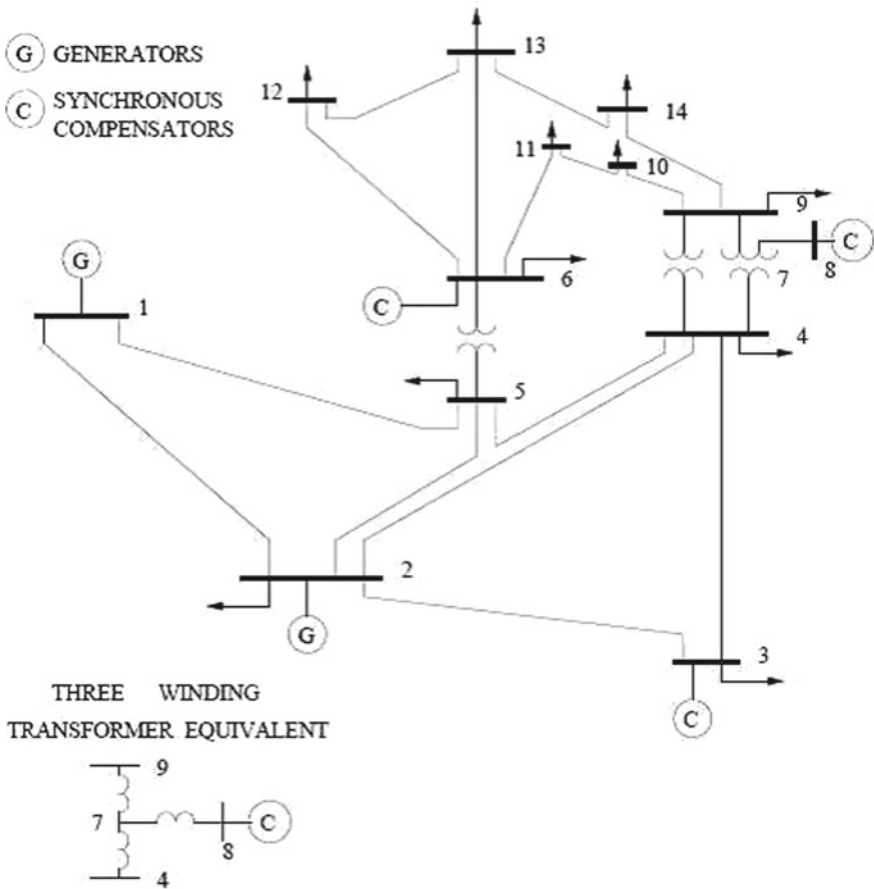 G GENERATORS
C SYNCHRONOUS
COMPENSATORS
13
12
14
11
10
9
G
C
8
7
6
C
1
4
5
2
G
3
C
THREE WINDING
TRANSFORMER EQUIVALENT
9
7
C
8
4